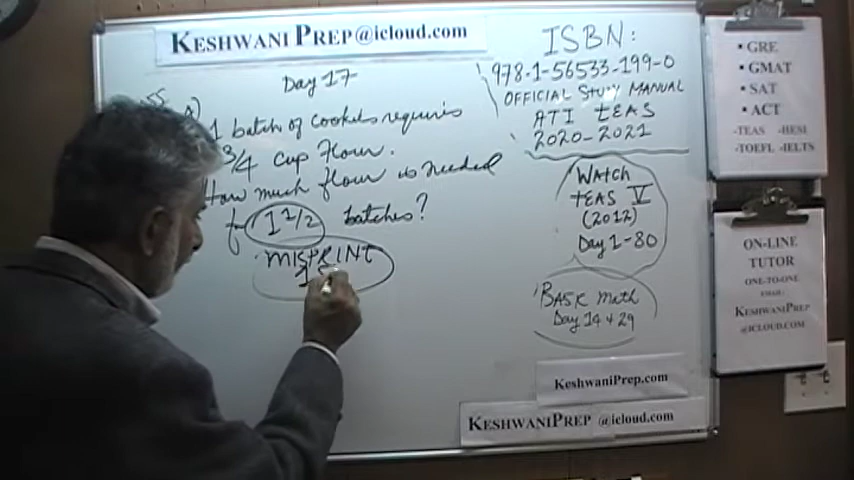 KESHWANI PREP@icloud.com
Day 17
1 batch of Cookies requires
3/4 cup Flour.
How much flour is needed
for 1 2/2 batches?
MISPRINT
ISBN:
978-1-56533-199-0
OFFICIAL Study MANUAL
ATI TEAS
2020-2021
WATCH
TEAS V
(2012)
Day 1-80
BASIC Math
Day 14+29
KeshwaniPrep.com
KESHWANIPREP @icloud.com
• GRE
• GMAT
• SAT
• ACT
-TEAS -HESI
-TOEFL -IELTS
ON-LINE
TUTOR
ONE-TO-ONE
EMAIL:
KESHWANIPREP
@ICLOUD.COM